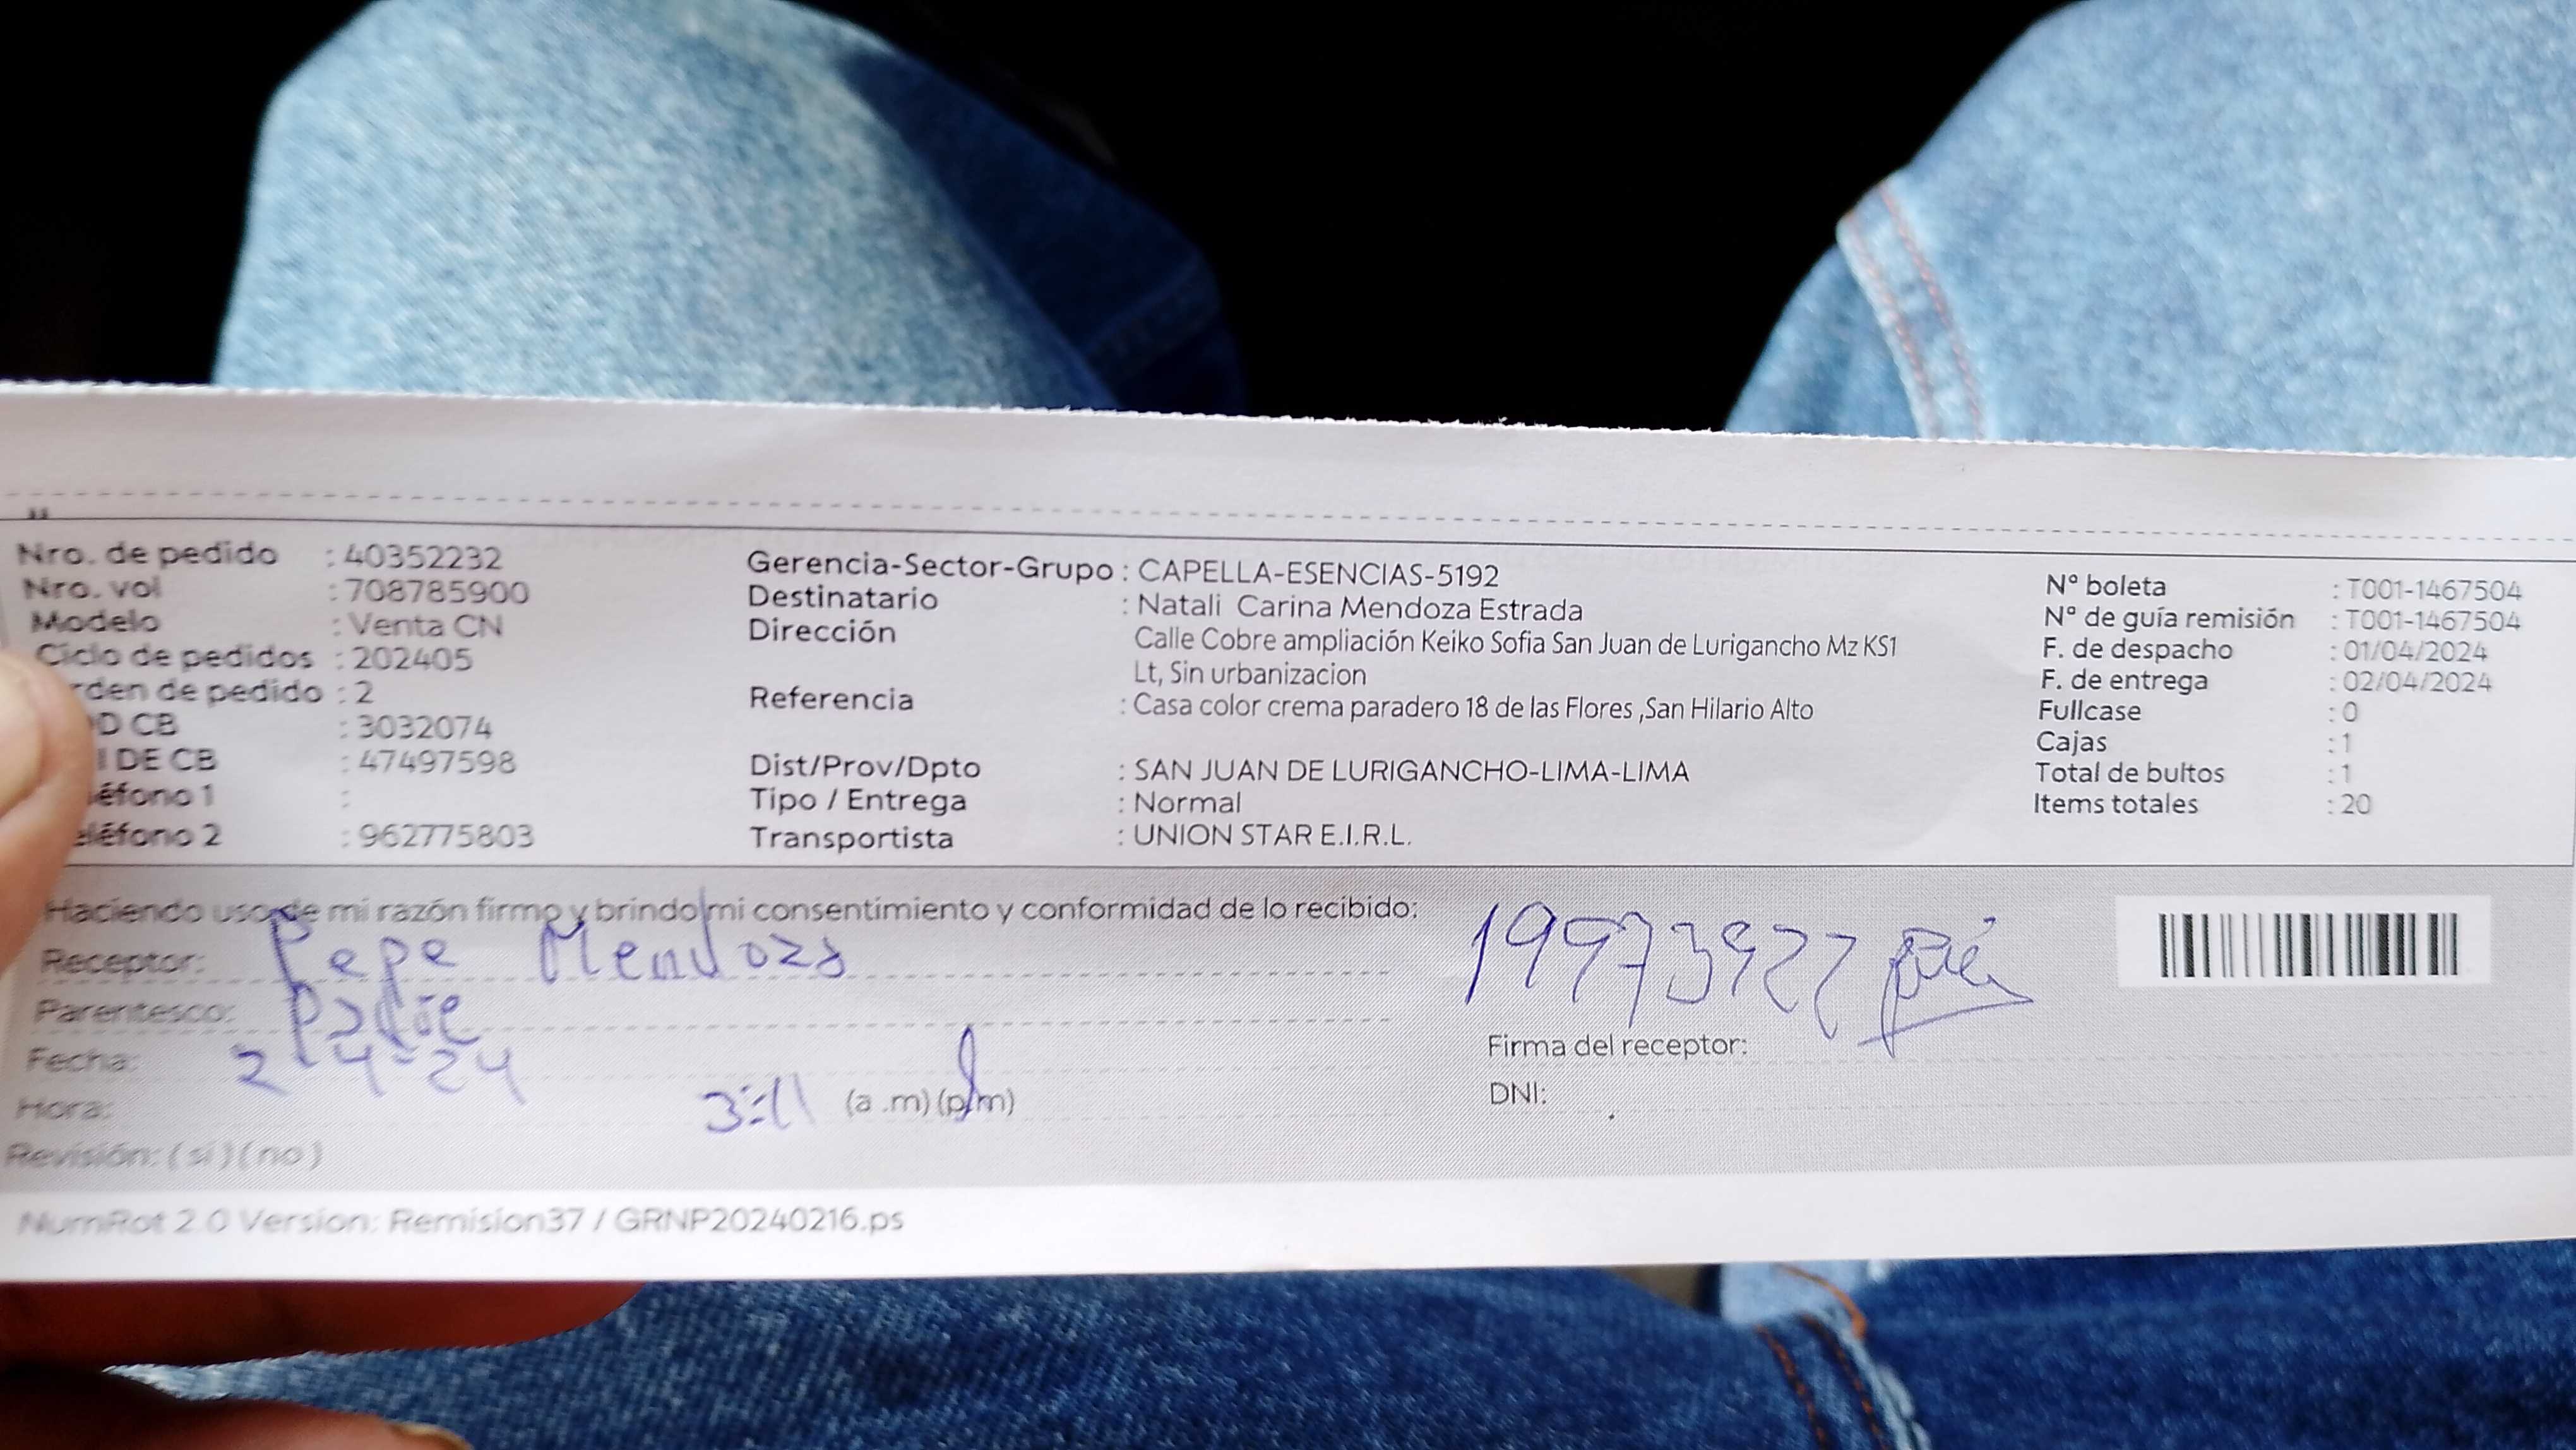 Nro. de pedido : 40352232
Nro. vol : 708785900
Modelo : Venta CN
Ciclo de pedidos : 202405
rden de pedido : 2
D CB : 3032074
I DE CB : 47497598
éfono 1 :
eléfono 2 : 962775803
Gerencia-Sector-Grupo : CAPELLA-ESENCIAS-5192
Destinatario : Natali Carina Mendoza Estrada
Dirección Calle Cobre ampliación Keiko Sofia San Juan de Lurigancho Mz KS1
Lt, Sin urbanizacion
Referencia : Casa color crema paradero 18 de las Flores ,San Hilario Alto
Dist/Prov/Dpto : SAN JUAN DE LURIGANCHO-LIMA-LIMA
Tipo / Entrega : Normal
Transportista : UNION STAR E.I.R.L.
N° boleta : T001-1467504
N° de guía remisión : T001-1467504
F. de despacho : 01/04/2024
F. de entrega : 02/04/2024
Fullcase : 0
Cajas : 1
Total de bultos : 1
Items totales : 20
Haciendo uso de mi razón firmo y brindo mi consentimiento y conformidad de lo recibido:
Receptor: Pepe Mendoza
Parentesco: Padre
Fecha: 2-4-24
Hora: 3:11 (a .m) (p.m)
Revisión: (si) (no)
19973922
Firma del receptor:
DNI:
NumRot 2.0 Version: Remision37 / GRNP20240216.ps